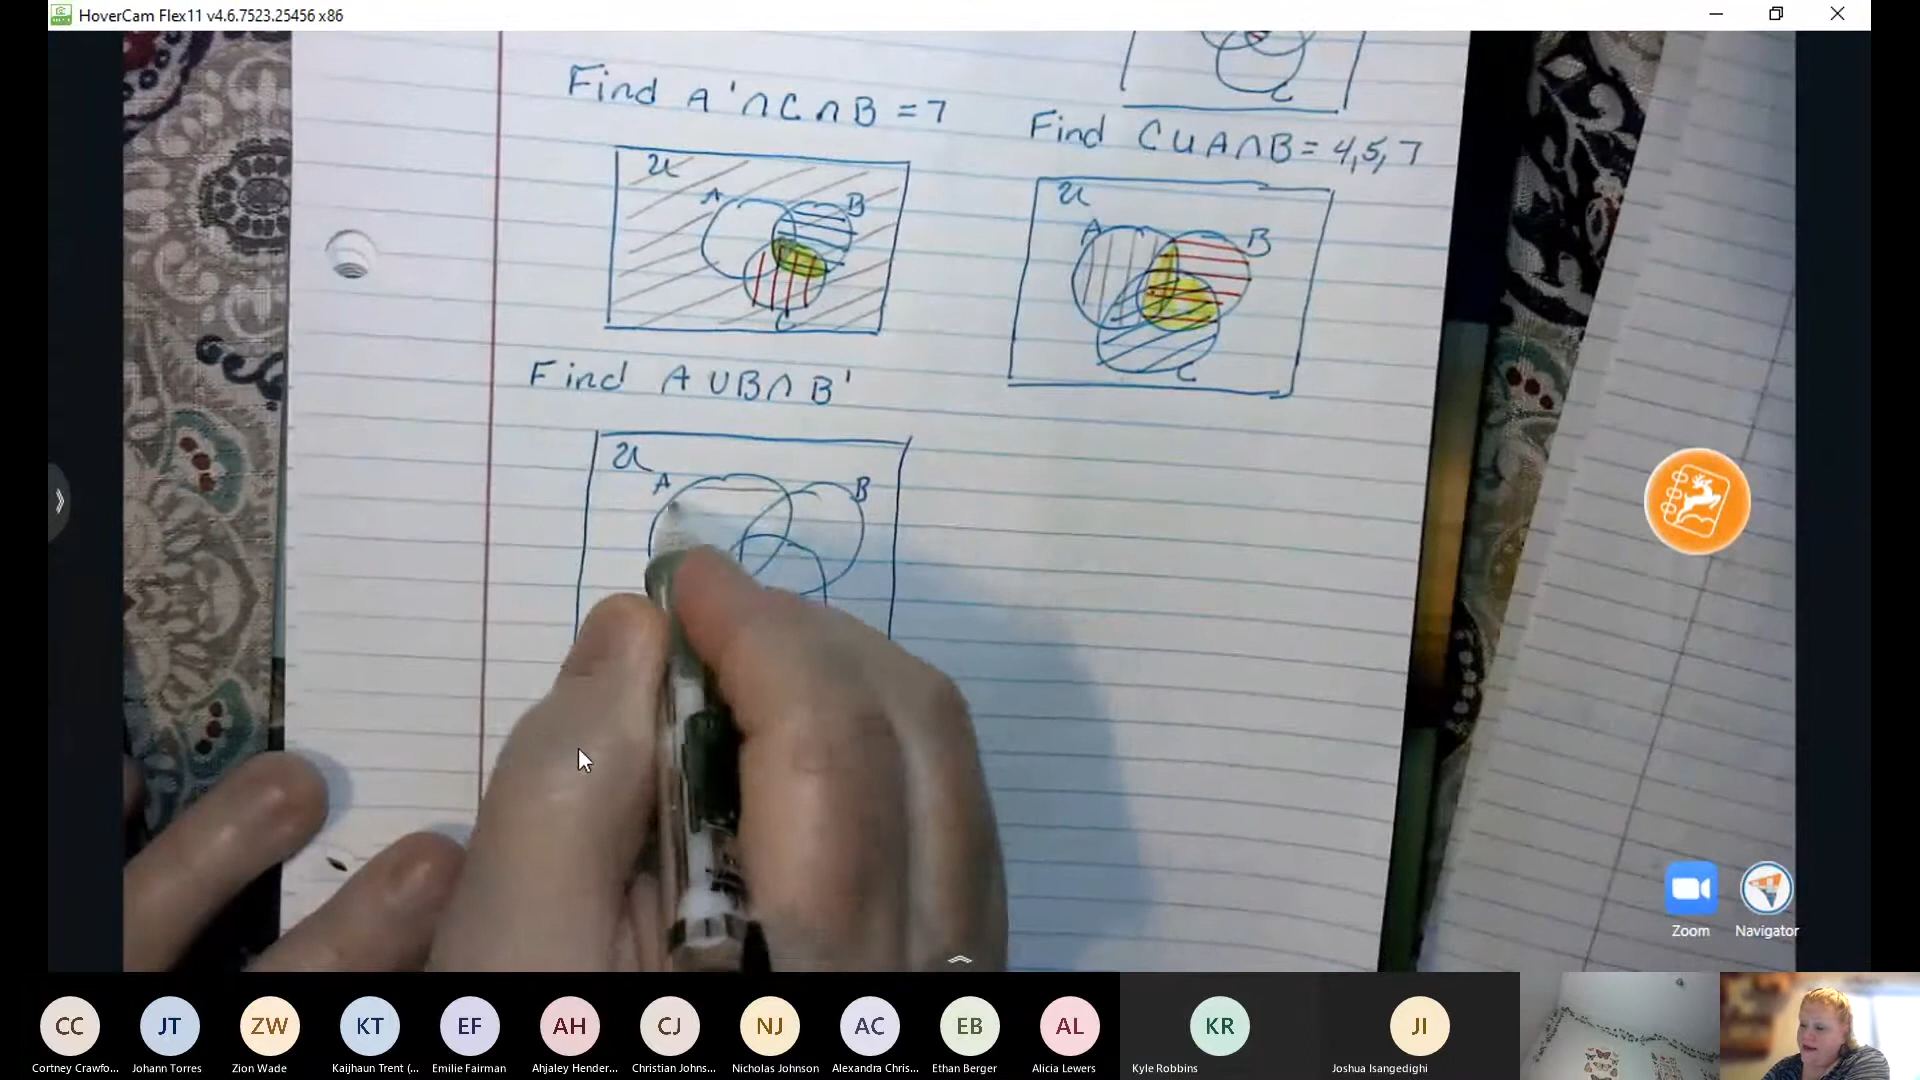 HoverCam Flex11 v4.6.7523.25456 x86
C
Find A'∩C∩B = 7
Find C∪A∩B = 4,5,7
U
A
B
C
U
A
B
C
Find A∪B∩B'
U
A
B
Zoom
Navigator
CC
JT
ZW
KT
EF
AH
CJ
NJ
AC
EB
AL
KR
JI
Cortney Crawfo...
Johann Torres
Zion Wade
Kaijhaun Trent (...
Emilie Fairman
Ahjaley Hender...
Christian Johns...
Nicholas Johnson
Alexandra Chris...
Ethan Berger
Alicia Lewers
Kyle Robbins
Joshua Isangedighi